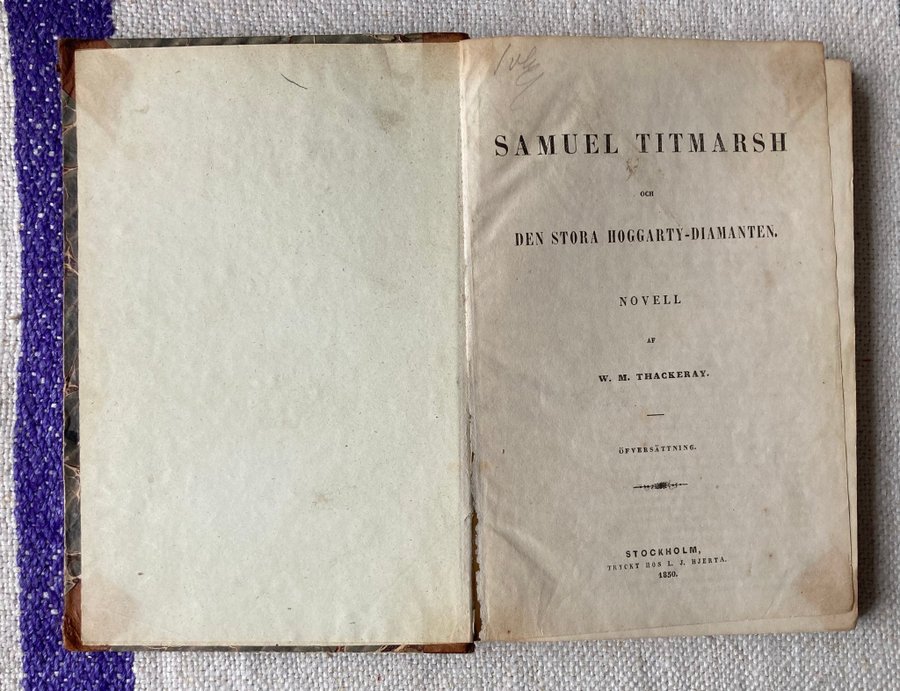 SAMUEL TITMARSH
OCH
DEN STORA HOGGARTY-DIAMANTEN.
NOVELL
AF
W. M. THACKERAY.
ÖFVERSÄTTNING.
STOCKHOLM,
TRYCKT HOS L. J. HJERTA.
1850.